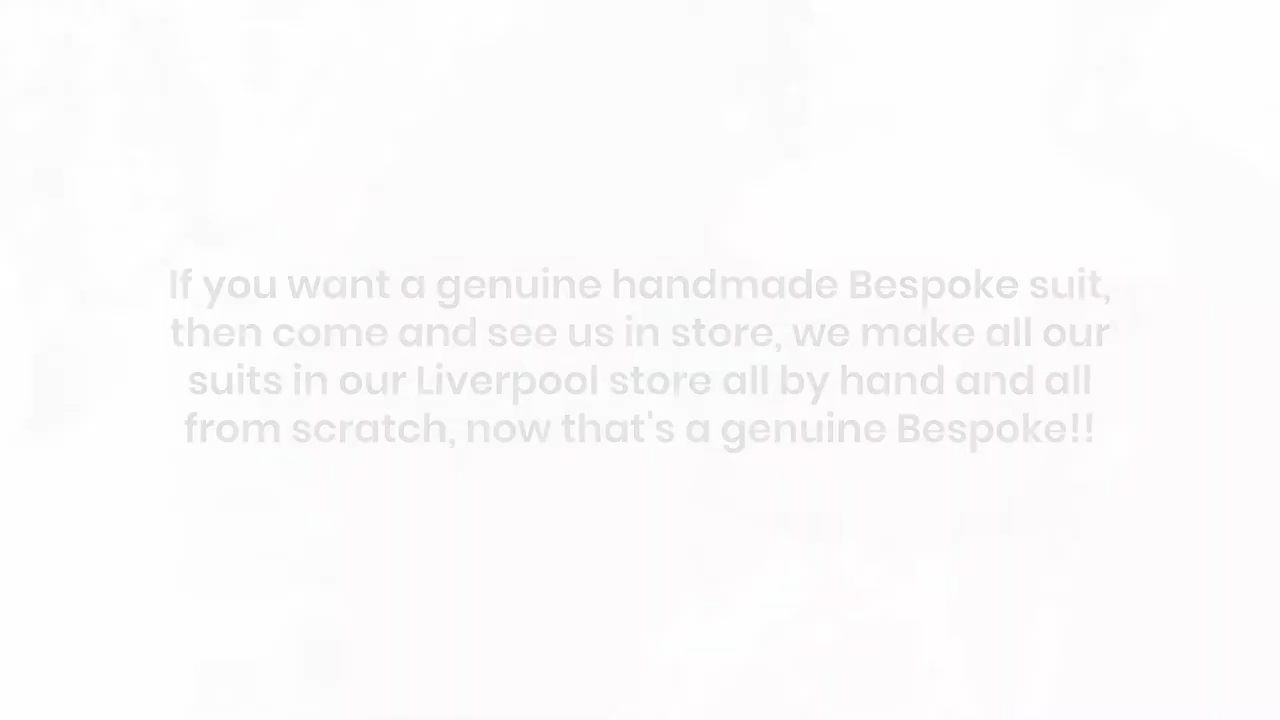 If you want a genuine handmade Bespoke suit,
then come and see us in store, we make all our
suits in our Liverpool store all by hand and all
from scratch, now that's a genuine Bespoke!!